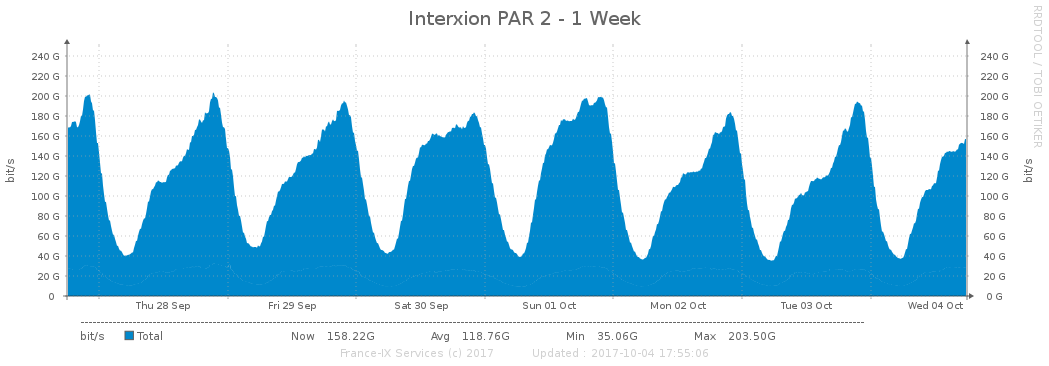 Interxion PAR 2 - 1 Week
RRDTOOL / TOBI OETIKER
bit/s
240 G
220 G
200 G
180 G
160 G
140 G
120 G
100 G
80 G
60 G
40 G
20 G
0
240 G
220 G
200 G
180 G
160 G
140 G
120 G
100 G
80 G
60 G
40 G
20 G
0 G
bit/s
Thu 28 Sep Fri 29 Sep Sat 30 Sep Sun 01 Oct Mon 02 Oct Tue 03 Oct Wed 04 Oct
bit/s Total Now 158.22G Avg 118.76G Min 35.06G Max 203.50G
France-IX Services (c) 2017 Updated : 2017-10-04 17:55:06